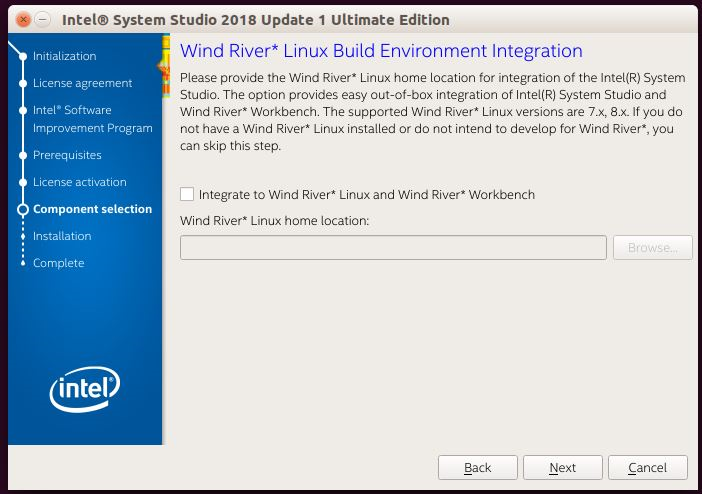 Intel® System Studio 2018 Update 1 Ultimate Edition
Initialization
License agreement
Intel® Software
Improvement Program
Prerequisites
License activation
Component selection
Installation
Complete
intel®
Wind River* Linux Build Environment Integration
Please provide the Wind River* Linux home location for integration of the Intel(R) System
Studio. The option provides easy out-of-box integration of Intel(R) System Studio and
Wind River* Workbench. The supported Wind River* Linux versions are 7.x, 8.x. If you do
not have a Wind River* Linux installed or do not intend to develop for Wind River*, you
can skip this step.
Integrate to Wind River* Linux and Wind River* Workbench
Wind River* Linux home location:
Browse...
Back
Next
Cancel